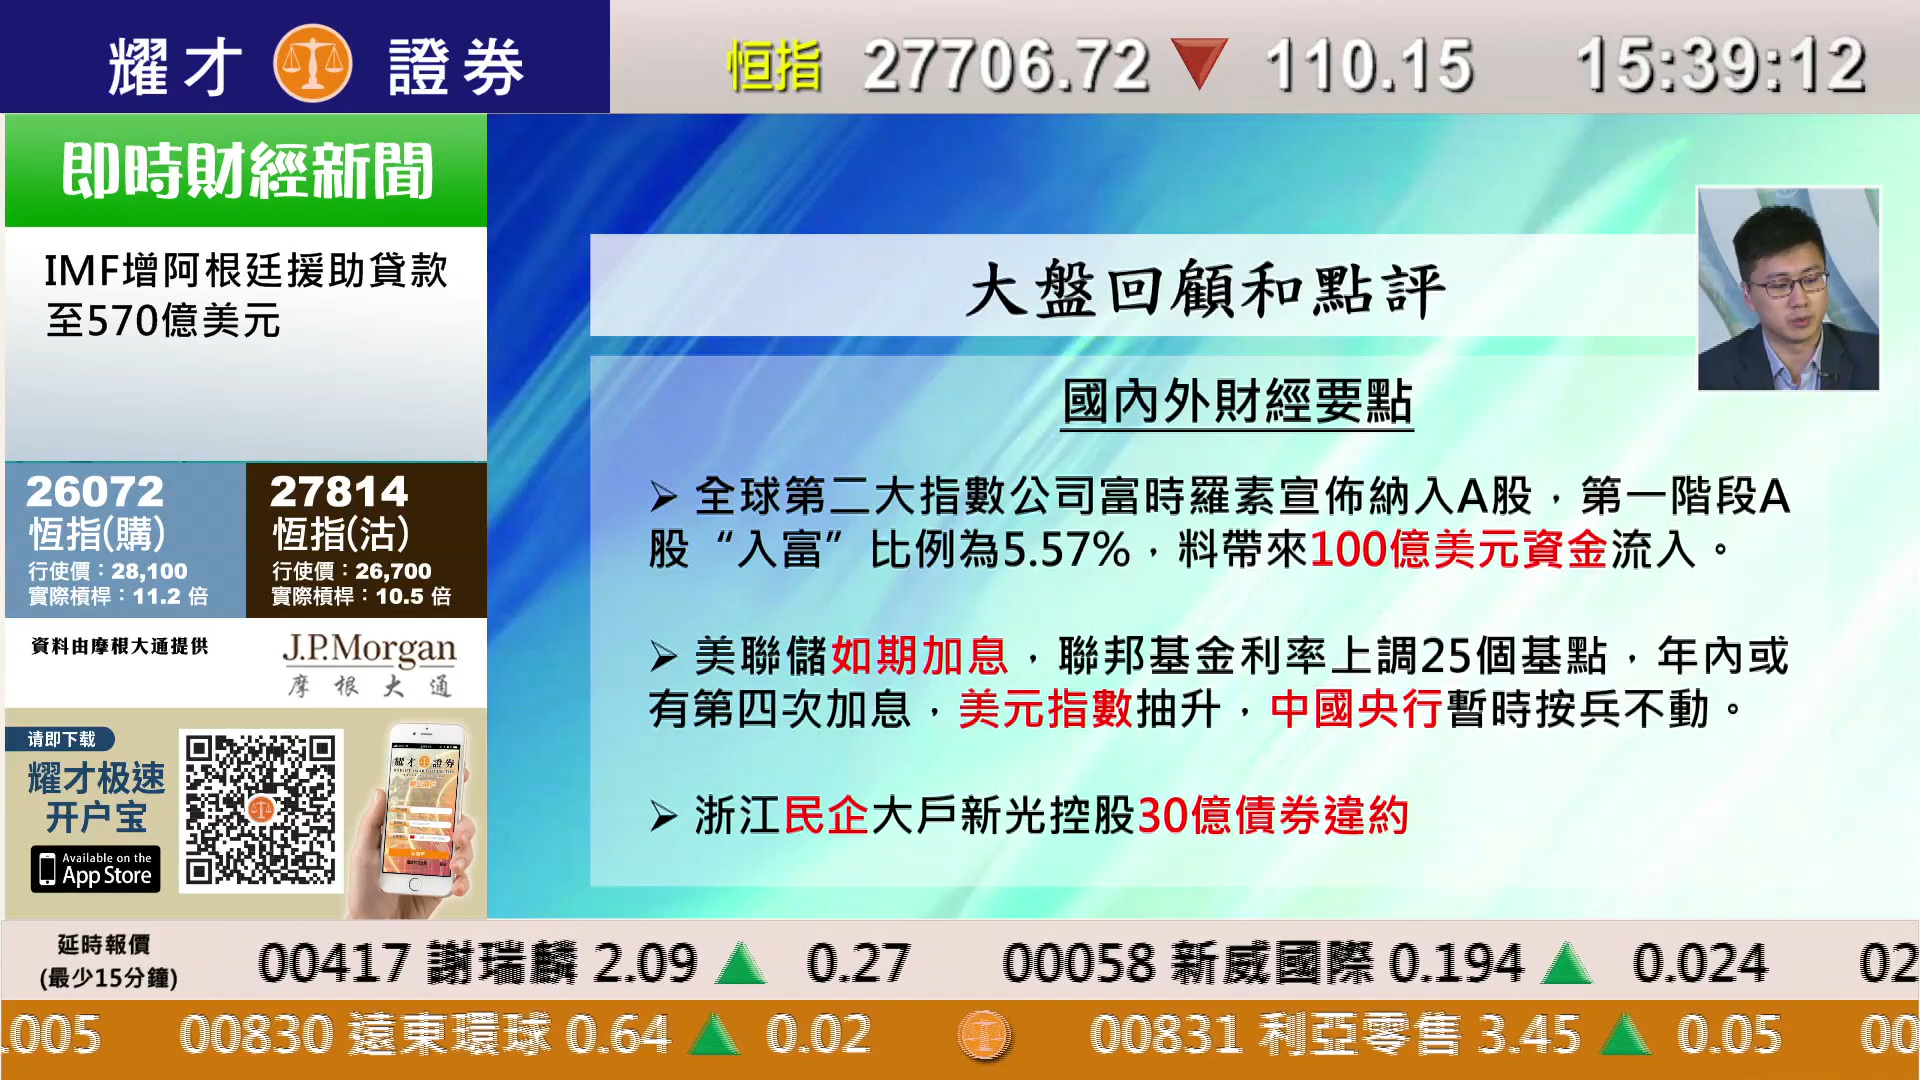 耀才 證券
恒指 27706.72 ▼ 110.15 15:39:12
即時財經新聞
IMF增阿根廷援助貸款
至570億美元
26072
恆指(購)
行使價：28,100
實際槓桿：11.2 倍
27814
恆指(沽)
行使價：26,700
實際槓桿：10.5 倍
資料由摩根大通提供
J.P.Morgan
摩根大通
请即下载
耀才极速
开户宝
Available on the
App Store
耀才 證券
大盤回顧和點評
國內外財經要點
➢ 全球第二大指數公司富時羅素宣佈納入A股，第一階段A
股“入富”比例為5.57%，料帶來100億美元資金流入。
➢ 美聯儲如期加息，聯邦基金利率上調25個基點，年內或
有第四次加息，美元指數抽升，中國央行暫時按兵不動。
➢ 浙江民企大戶新光控股30億債券違約
延時報價
(最少15分鐘)
00417 謝瑞麟 2.09 ▲ 0.27 00058 新威國際 0.194 ▲ 0.024 02
.005 00830 遠東環球 0.64 ▲ 0.02 00831 利亞零售 3.45 ▲ 0.05 00